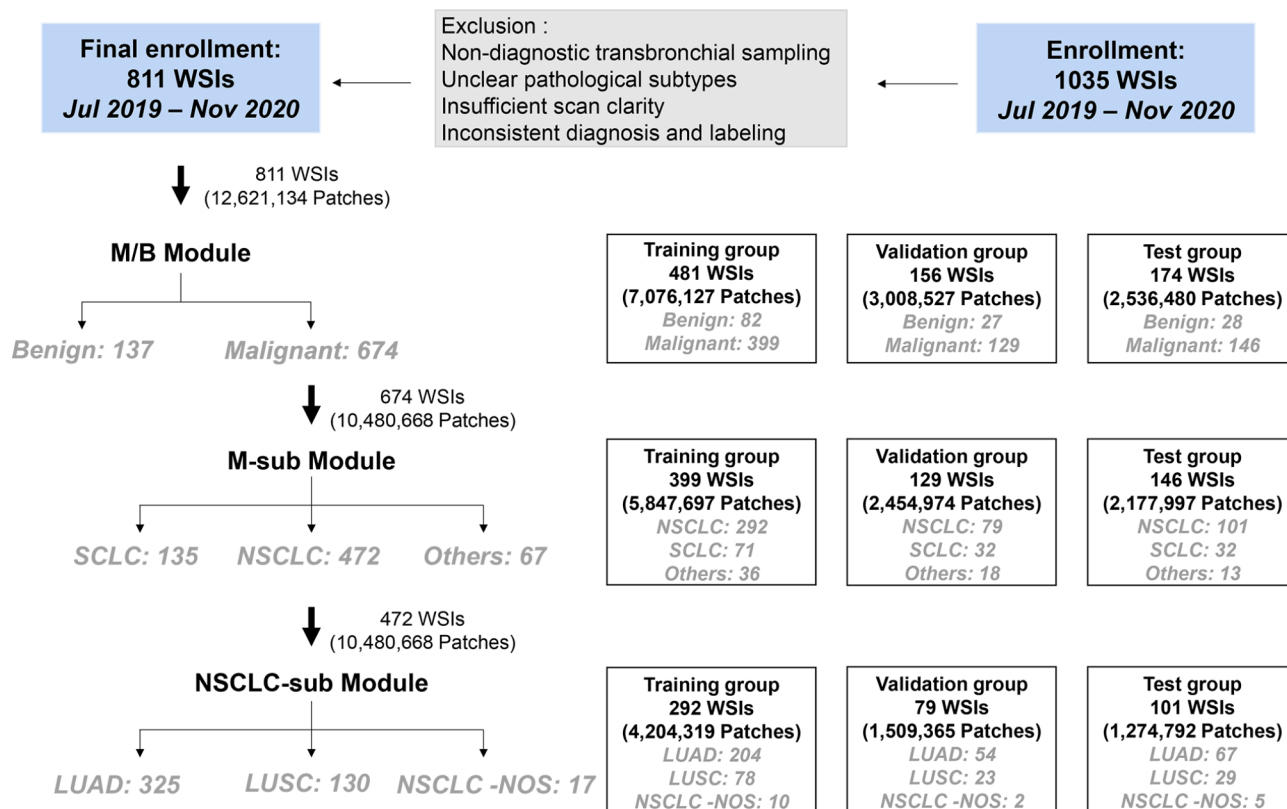 Final enrollment:
811 WSIs
Jul 2019 – Nov 2020
Exclusion :
Non-diagnostic transbronchial sampling
Unclear pathological subtypes
Insufficient scan clarity
Inconsistent diagnosis and labeling
Enrollment:
1035 WSIs
Jul 2019 – Nov 2020
811 WSIs
(12,621,134 Patches)
M/B Module
Benign: 137
Malignant: 674
Training group
481 WSIs
(7,076,127 Patches)
Benign: 82
Malignant: 399
Validation group
156 WSIs
(3,008,527 Patches)
Benign: 27
Malignant: 129
Test group
174 WSIs
(2,536,480 Patches)
Benign: 28
Malignant: 146
674 WSIs
(10,480,668 Patches)
M-sub Module
SCLC: 135
NSCLC: 472
Others: 67
Training group
399 WSIs
(5,847,697 Patches)
NSCLC: 292
SCLC: 71
Others: 36
Validation group
129 WSIs
(2,454,974 Patches)
NSCLC: 79
SCLC: 32
Others: 18
Test group
146 WSIs
(2,177,997 Patches)
NSCLC: 101
SCLC: 32
Others: 13
472 WSIs
(10,480,668 Patches)
NSCLC-sub Module
LUAD: 325
LUSC: 130
NSCLC -NOS: 17
Training group
292 WSIs
(4,204,319 Patches)
LUAD: 204
LUSC: 78
NSCLC -NOS: 10
Validation group
79 WSIs
(1,509,365 Patches)
LUAD: 54
LUSC: 23
NSCLC -NOS: 2
Test group
101 WSIs
(1,274,792 Patches)
LUAD: 67
LUSC: 29
NSCLC -NOS: 5